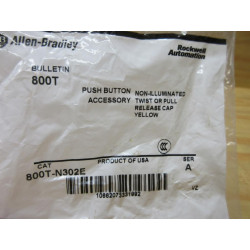 Allen-Bradley
Rockwell
Automation
BULLETIN
800T
PUSH BUTTON
ACCESSORY
NON-ILLUMINATED
TWIST OR PULL
RELEASE CAP
YELLOW
PRODUCT OF USA
CAT
800T-N302E
SER
A